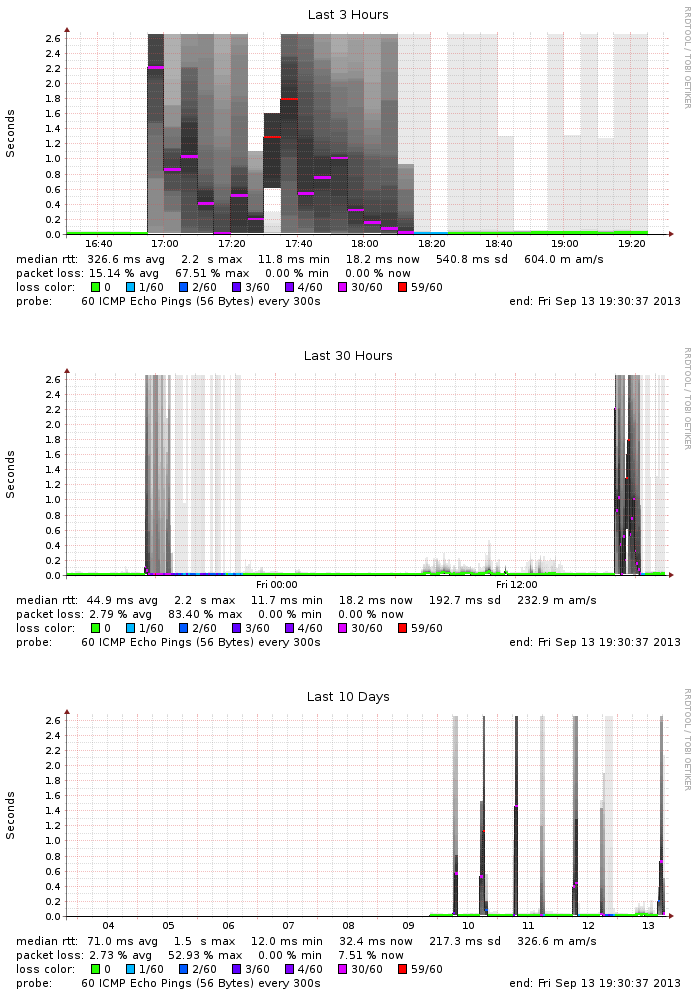 Last 3 Hours
RRDTOOL / TOBI OETIKER
Seconds
2.6
2.4
2.2
2.0
1.8
1.6
1.4
1.2
1.0
0.8
0.6
0.4
0.2
0.0
16:40 17:00 17:20 17:40 18:00 18:20 18:40 19:00 19:20
median rtt: 326.6 ms avg 2.2 s max 11.8 ms min 18.2 ms now 540.8 ms sd 604.0 m am/s
packet loss: 15.14 % avg 67.51 % max 0.00 % min 0.00 % now
loss color: 0 1/60 2/60 3/60 4/60 30/60 59/60
probe: 60 ICMP Echo Pings (56 Bytes) every 300s end: Fri Sep 13 19:30:37 2013
Last 30 Hours
RRDTOOL / TOBI OETIKER
Seconds
2.6
2.4
2.2
2.0
1.8
1.6
1.4
1.2
1.0
0.8
0.6
0.4
0.2
0.0
Fri 00:00 Fri 12:00
median rtt: 44.9 ms avg 2.2 s max 11.7 ms min 18.2 ms now 192.7 ms sd 232.9 m am/s
packet loss: 2.79 % avg 83.40 % max 0.00 % min 0.00 % now
loss color: 0 1/60 2/60 3/60 4/60 30/60 59/60
probe: 60 ICMP Echo Pings (56 Bytes) every 300s end: Fri Sep 13 19:30:37 2013
Last 10 Days
RRDTOOL / TOBI OETIKER
Seconds
2.6
2.4
2.2
2.0
1.8
1.6
1.4
1.2
1.0
0.8
0.6
0.4
0.2
0.0
04 05 06 07 08 09 10 11 12 13
median rtt: 71.0 ms avg 1.5 s max 12.0 ms min 32.4 ms now 217.3 ms sd 326.6 m am/s
packet loss: 2.73 % avg 52.93 % max 0.00 % min 7.51 % now
loss color: 0 1/60 2/60 3/60 4/60 30/60 59/60
probe: 60 ICMP Echo Pings (56 Bytes) every 300s end: Fri Sep 13 19:30:37 2013